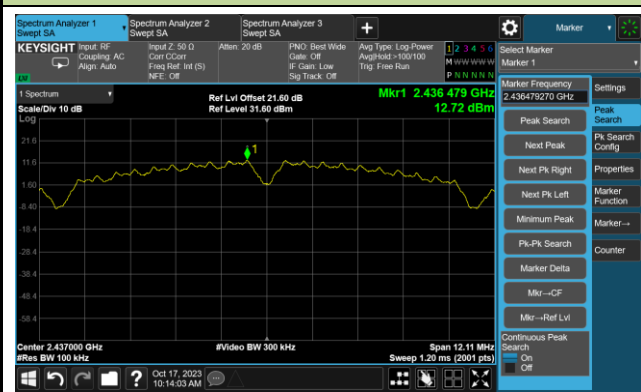 Spectrum Analyzer 1
Swept SA
Spectrum Analyzer 2
Swept SA
Spectrum Analyzer 3
Swept SA
+
Marker
KEYSIGHT
Input: RF
Coupling: AC
Align: Auto
Input Z: 50 Ω
Corr CCorr
Freq Ref: Int (S)
NFE: Off
Atten: 20 dB
PNO: Best Wide
Gate: Off
IF Gain: Low
Sig Track: Off
Avg Type: Log-Power
Avg|Hold:>100/100
Trig: Free Run
1 2 3 4 5 6
M W W W W W
P N N N N N
LXI
Select Marker
Marker 1
1 Spectrum
Scale/Div 10 dB
Log
Ref Lvl Offset 21.60 dB
Ref Level 31.60 dBm
Mkr1 2.436 479 GHz
12.72 dBm
21.6
11.6
1.60
-8.40
-18.4
-28.4
-38.4
-48.4
-58.4
1
Center 2.437000 GHz
#Res BW 100 kHz
#Video BW 300 kHz
Span 12.11 MHz
Sweep 1.20 ms (2001 pts)
Marker Frequency
2.436479270 GHz
Peak Search
Next Peak
Next Pk Right
Next Pk Left
Minimum Peak
Pk-Pk Search
Marker Delta
Mkr→CF
Mkr→Ref Lvl
Continuous Peak
Search
On
Off
Settings
Peak
Search
Pk Search
Config
Properties
Marker
Function
Marker→
Counter
?
Oct 17, 2023
10:14:03 AM